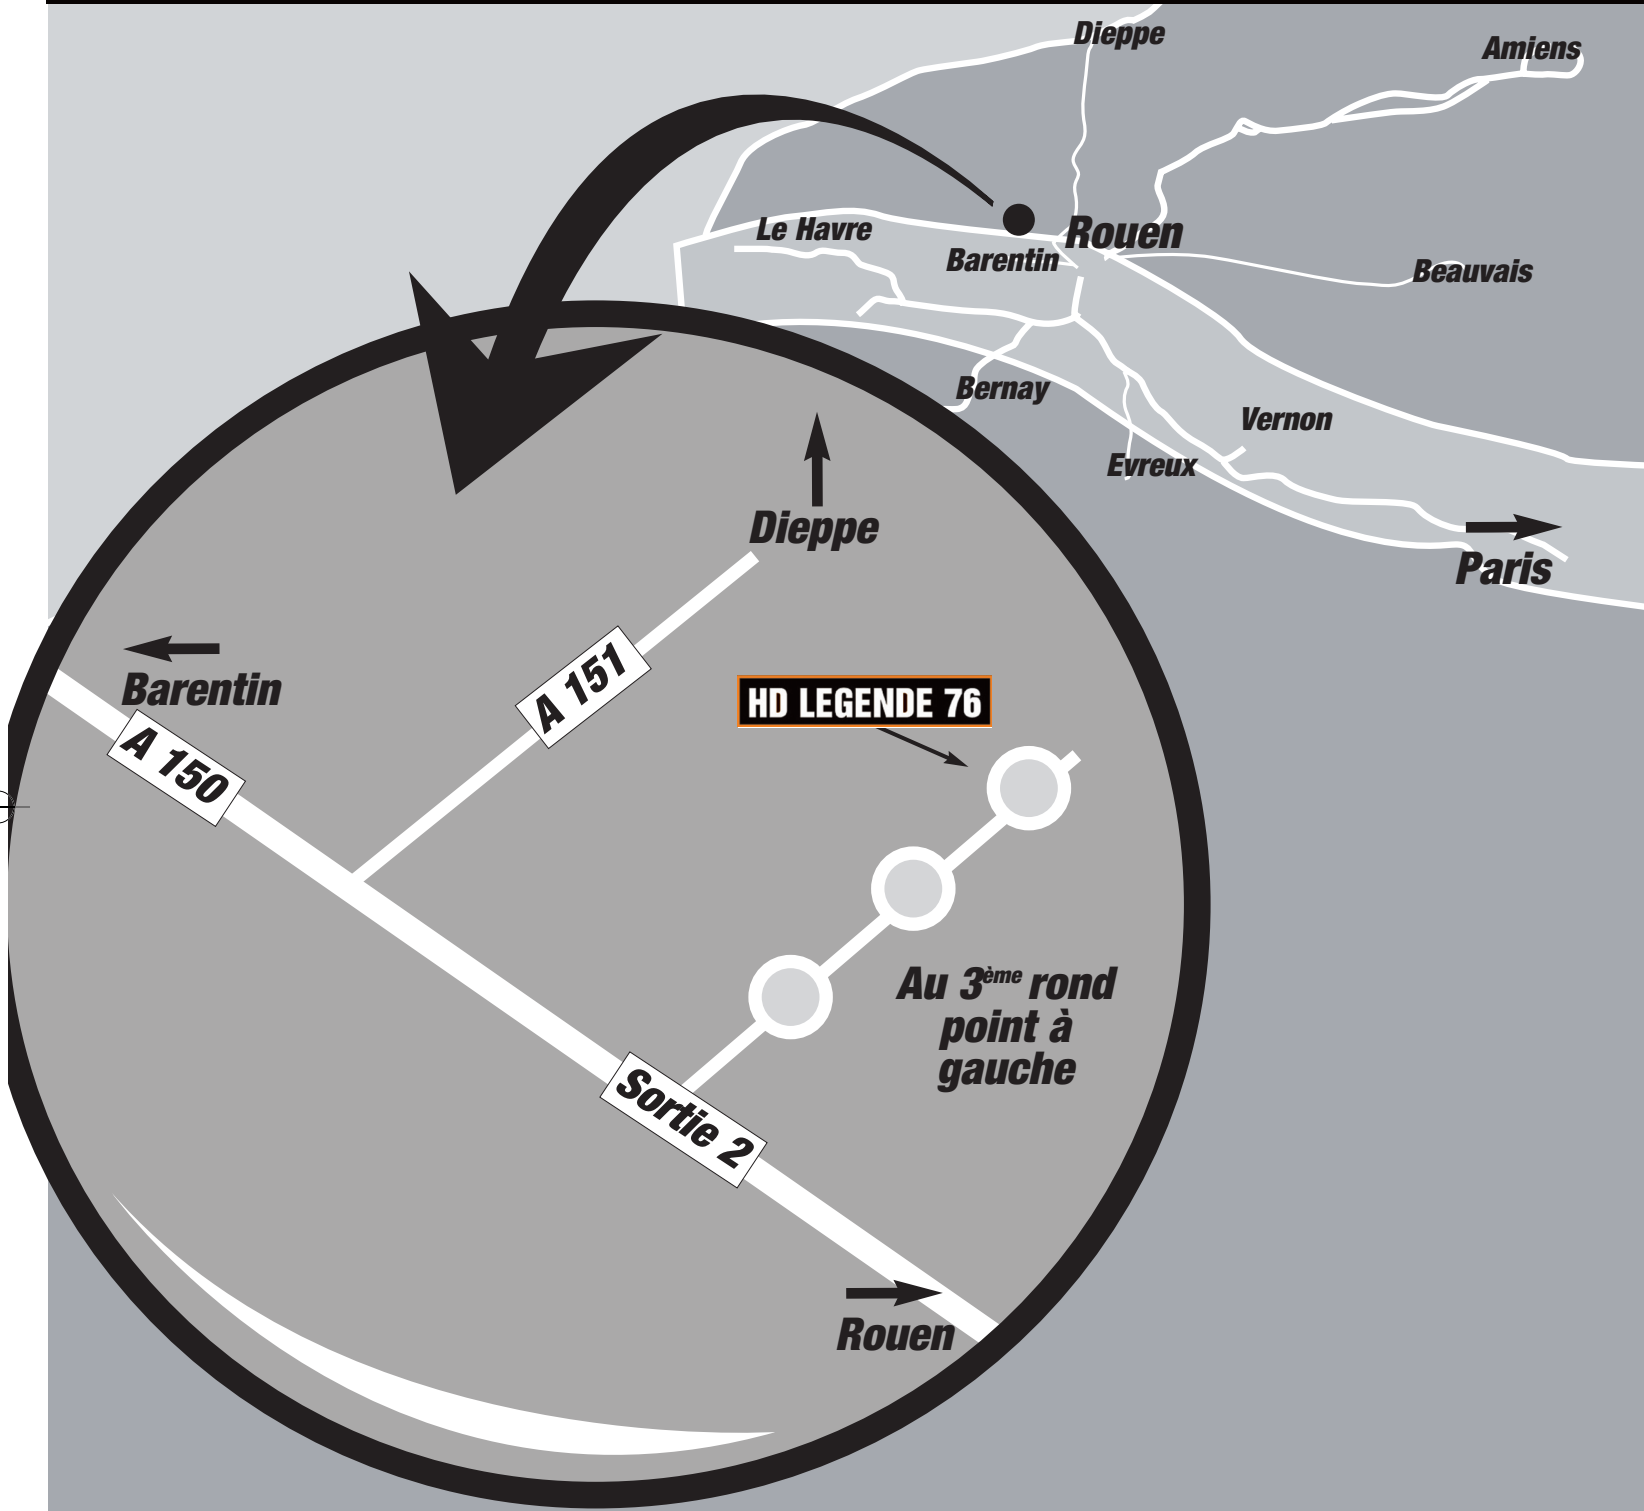 Dieppe
Amiens
Le Havre
Rouen
Barentin
Beauvais
Bernay
Vernon
Evreux
Paris
Dieppe
Barentin
A 151
HD LEGENDE 76
A 150
Au 3ème rond
point à
gauche
Sortie 2
Rouen